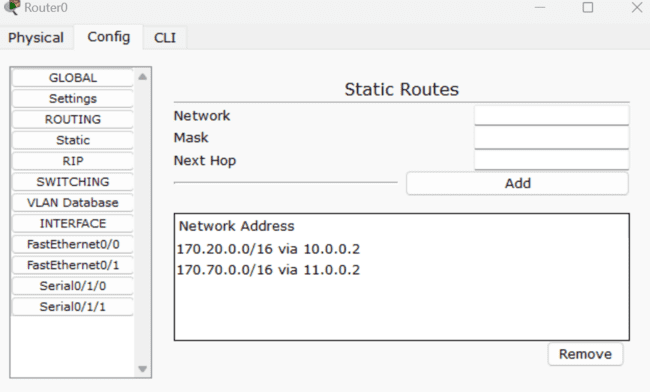 Router0
Physical Config CLI
GLOBAL
Settings
ROUTING
Static
RIP
SWITCHING
VLAN Database
INTERFACE
FastEthernet0/0
FastEthernet0/1
Serial0/1/0
Serial0/1/1
Static Routes
Network
Mask
Next Hop
Add
Network Address
170.20.0.0/16 via 10.0.0.2
170.70.0.0/16 via 11.0.0.2
Remove